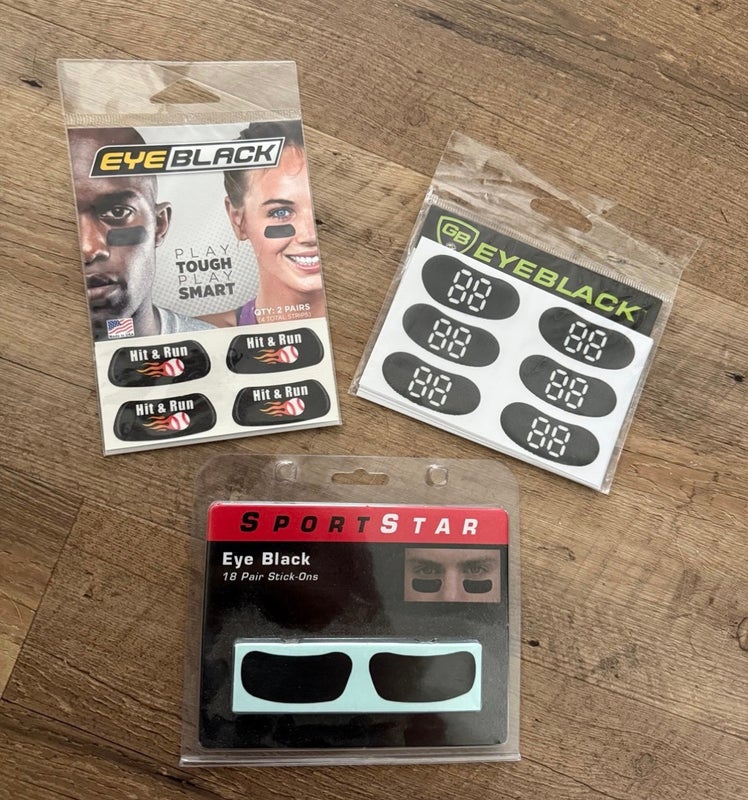 EYEBLACK
PLAY
TOUGH
PLAY
SMART
QTY: 2 PAIRS
(4 TOTAL STRIPS)
Hit & Run
Hit & Run
Hit & Run
Hit & Run
GB EYEBLACK
88
88
88
88
88
88
SPORTSTAR
Eye Black
18 Pair Stick-Ons